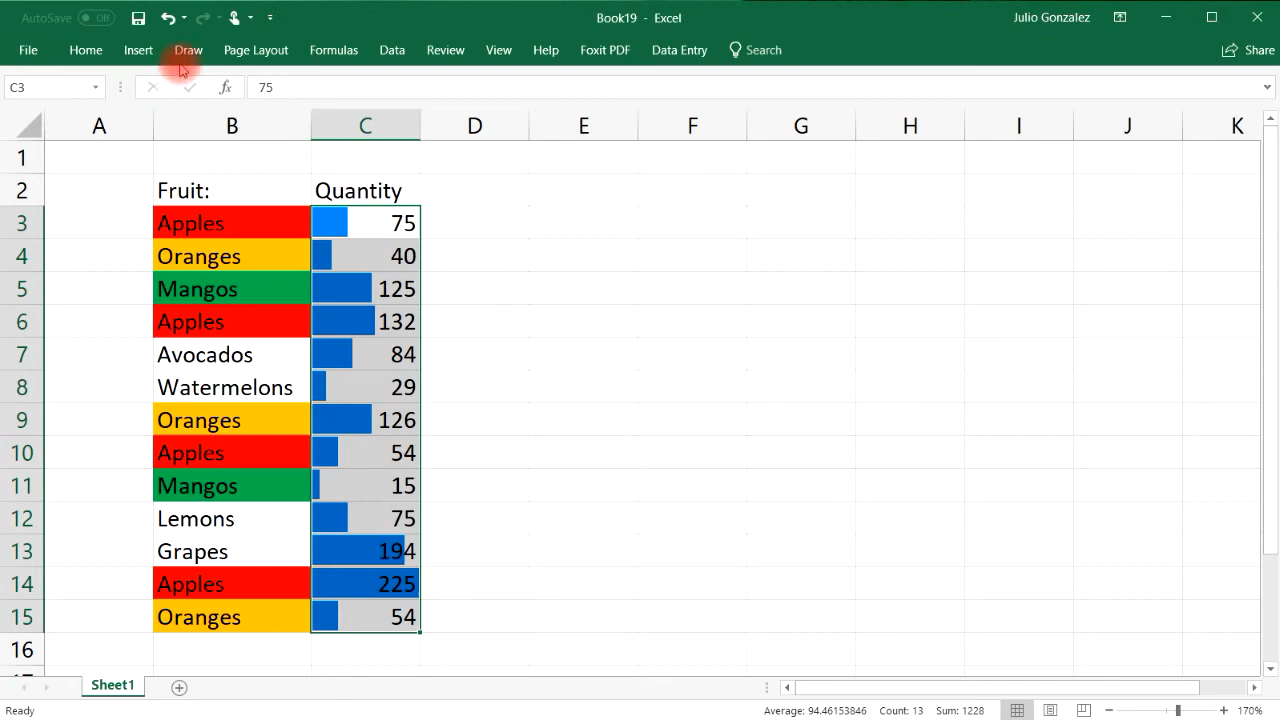 AutoSave Off Book19 - Excel Julio Gonzalez
File Home Insert Draw Page Layout Formulas Data Review View Help Foxit PDF Data Entry Search Share
C3 fx 75
A B C D E F G H I J K
1
2 Fruit: Quantity
3 Apples 75
4 Oranges 40
5 Mangos 125
6 Apples 132
7 Avocados 84
8 Watermelons 29
9 Oranges 126
10 Apples 54
11 Mangos 15
12 Lemons 75
13 Grapes 194
14 Apples 225
15 Oranges 54
16
Sheet1
Ready Average: 94.46153846 Count: 13 Sum: 1228 170%